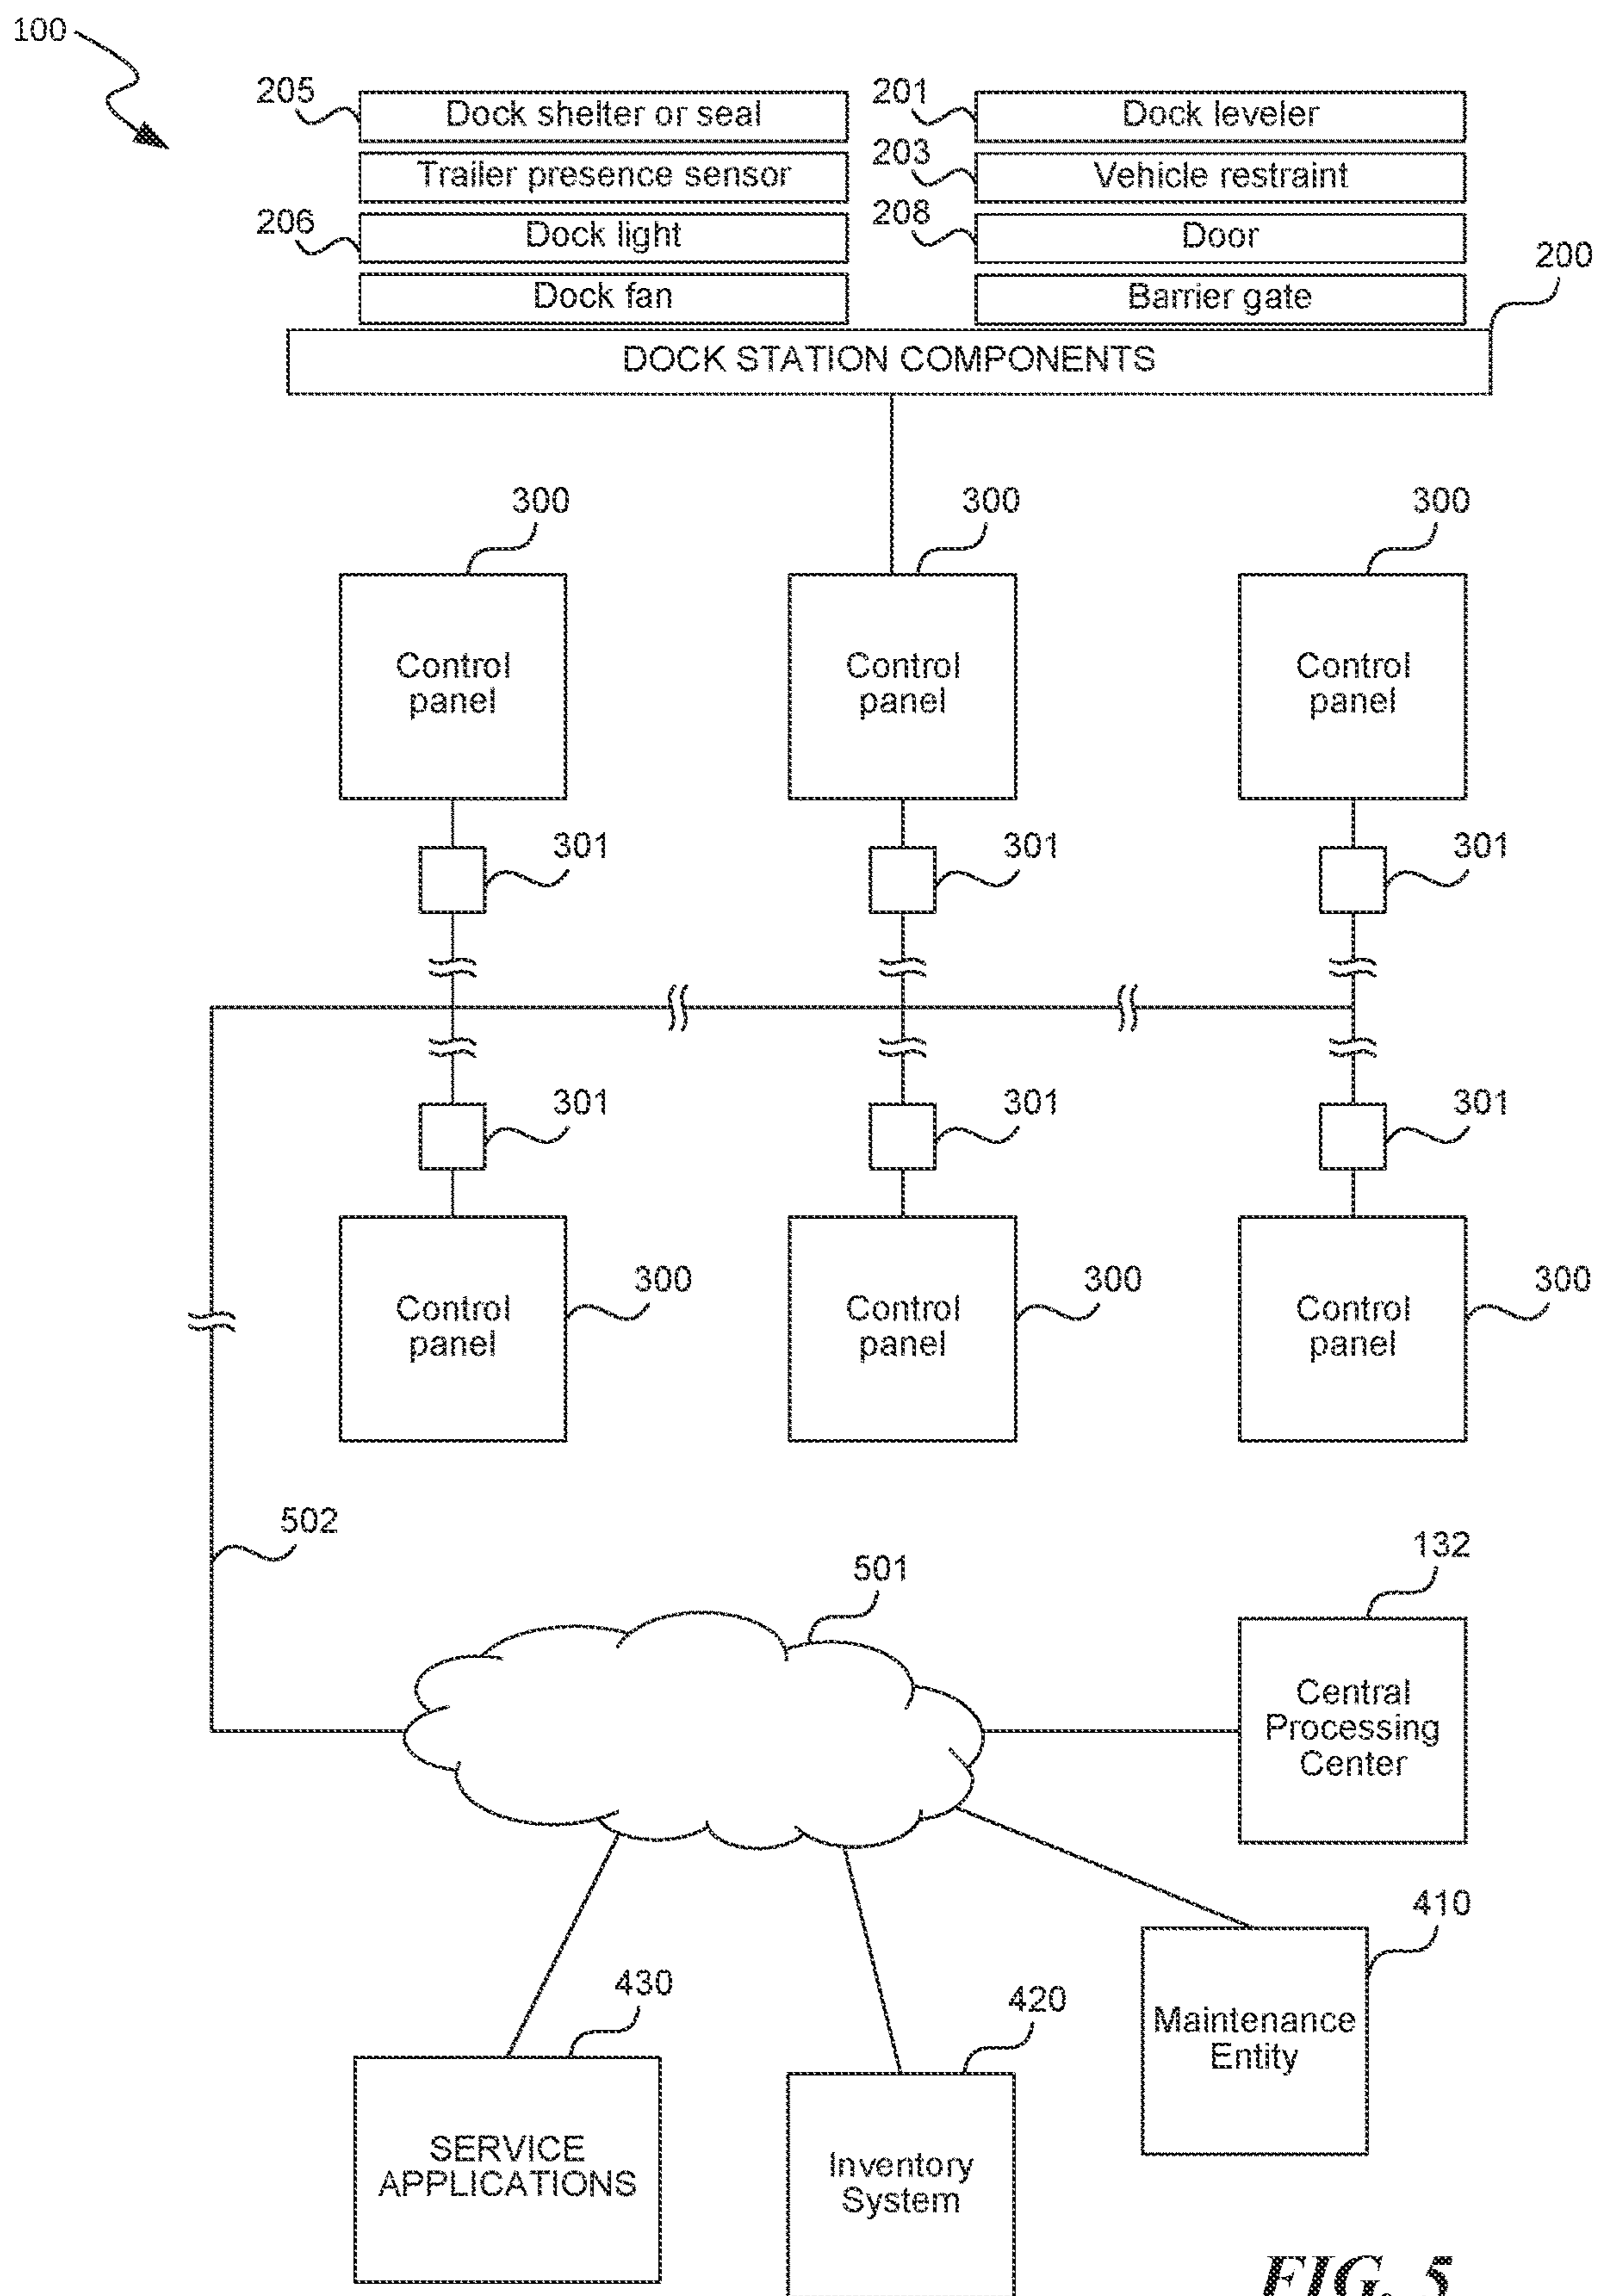 100
205
Dock shelter or seal
201
Dock leveler
Trailer presence sensor
203
Vehicle restraint
206
Dock light
208
Door
200
Dock fan
Barrier gate
DOCK STATION COMPONENTS
300
300
300
Control
panel
Control
panel
Control
panel
301
301
301
301
301
301
Control
panel
300
Control
panel
300
Control
panel
300
502
501
132
Central
Processing
Center
410
Maintenance
Entity
430
SERVICE
APPLICATIONS
420
Inventory
System
FIG. 5